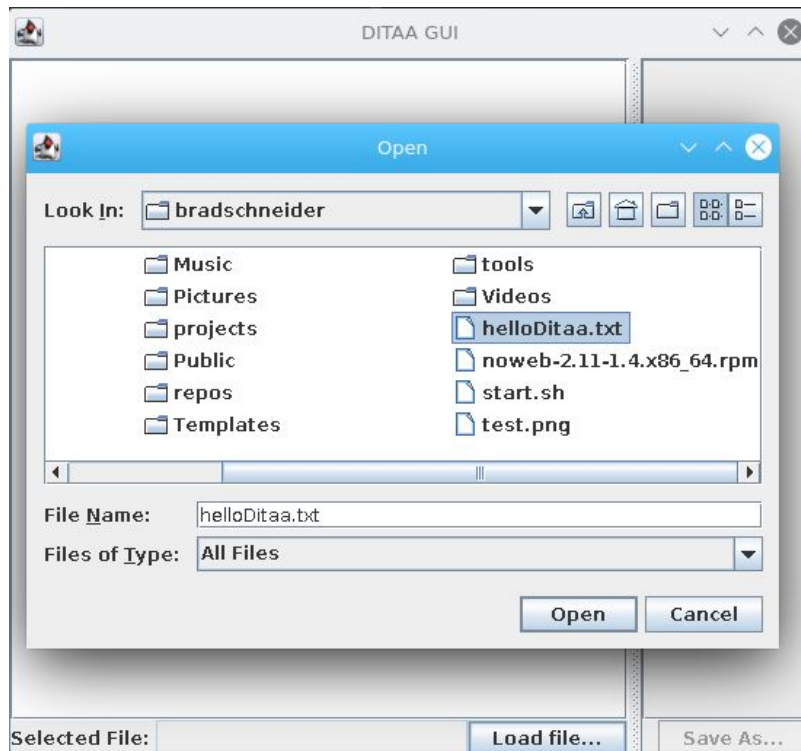 DITAA GUI
Open
Look In: bradschneider
Music
Pictures
projects
Public
repos
Templates
tools
Videos
helloDitaa.txt
noweb-2.11-1.4.x86_64.rpm
start.sh
test.png
File Name: helloDitaa.txt
Files of Type: All Files
Open Cancel
Selected File: Load file... Save As...